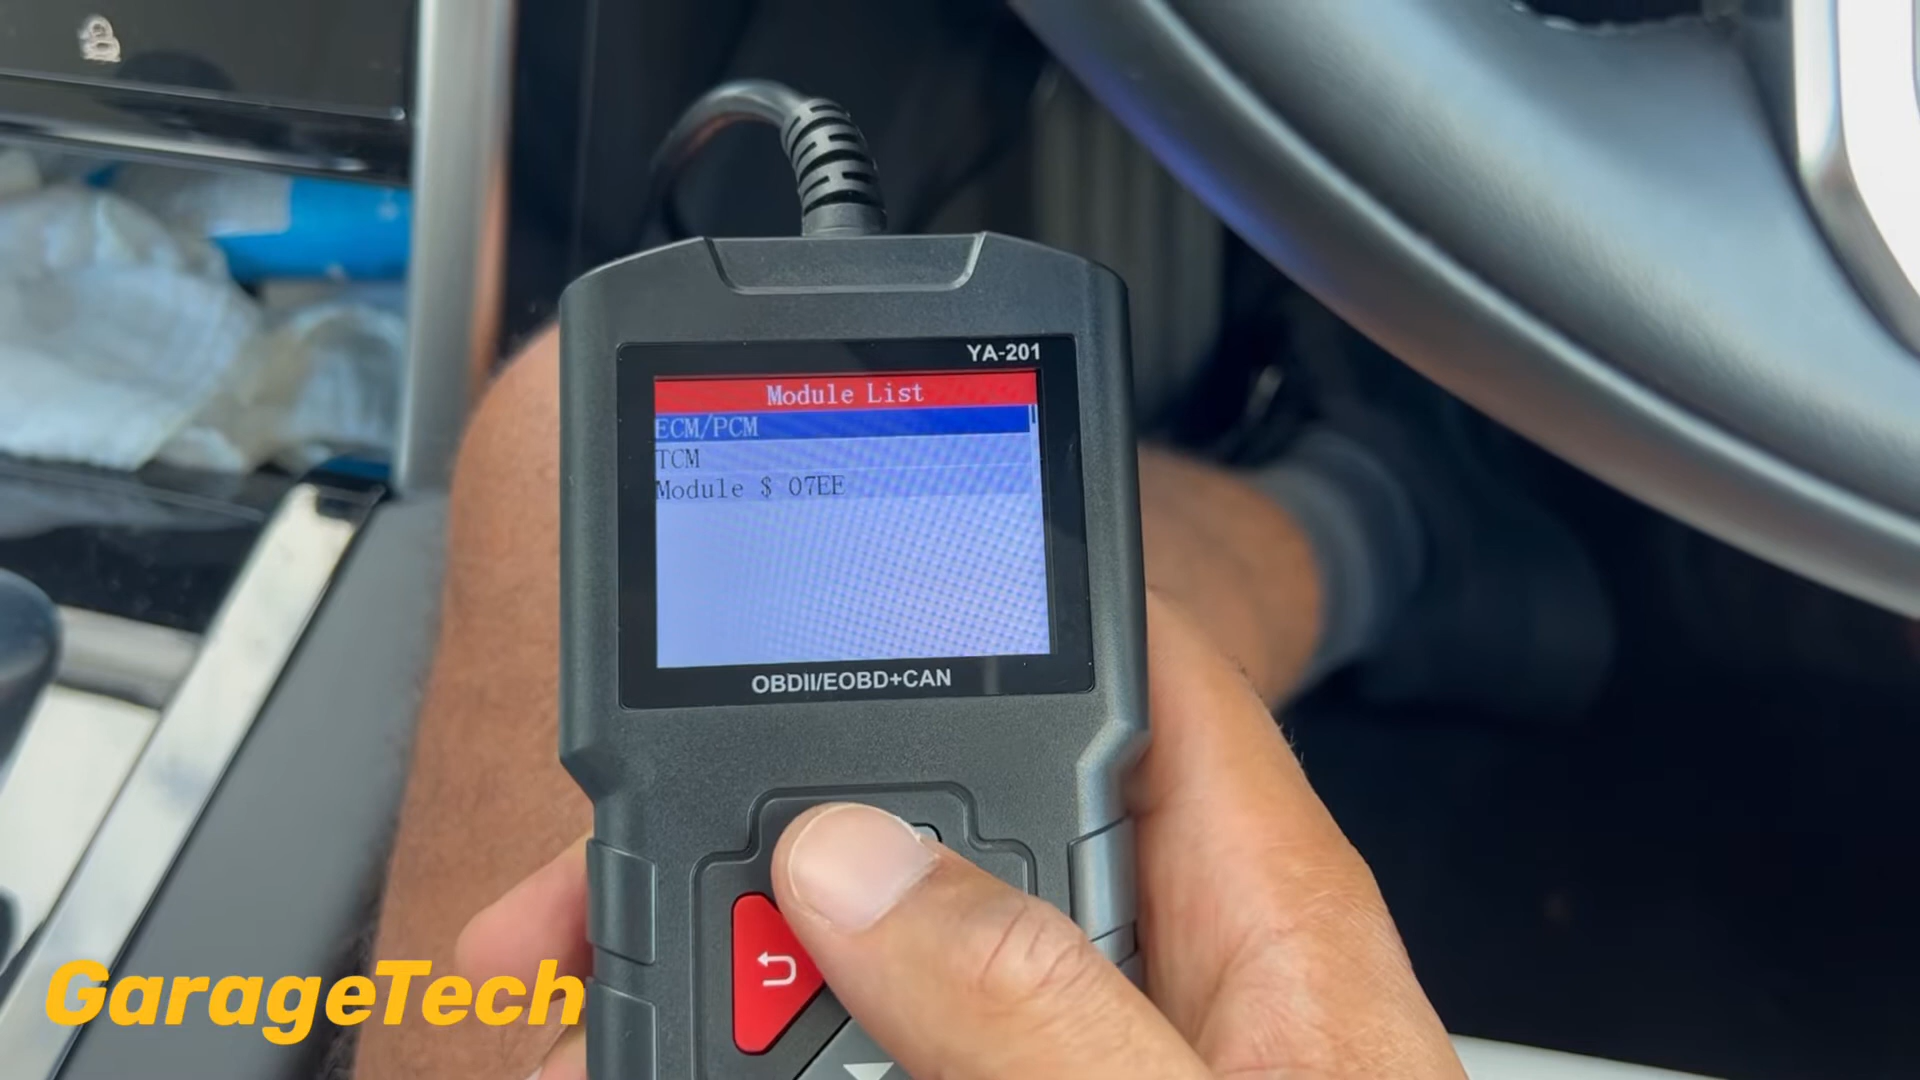 YA-201
Module List
ECM/PCM
TCM
Module $ 07EE
OBDII/EOBD+CAN
GarageTech